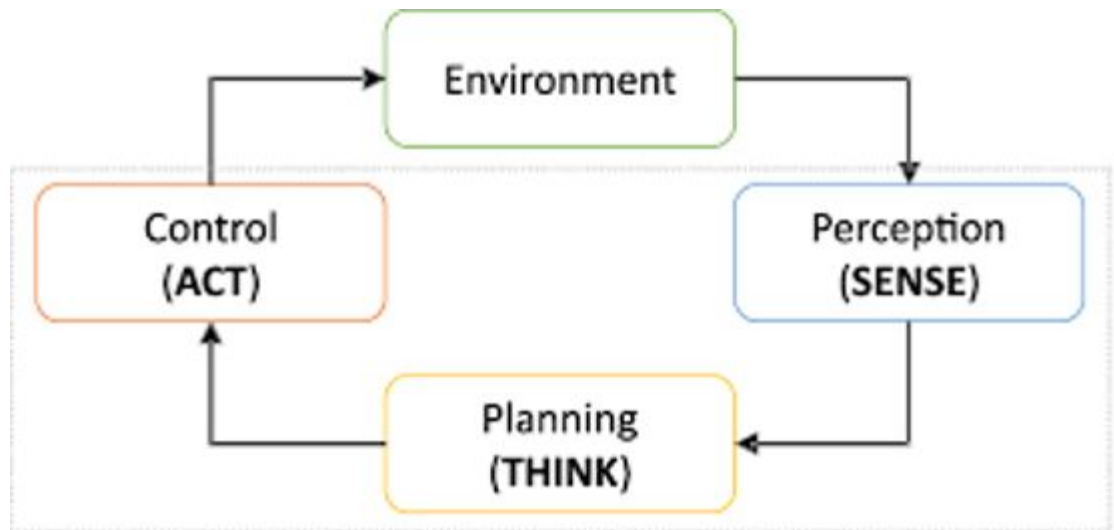 Environment
Control
(ACT)
Perception
(SENSE)
Planning
(THINK)